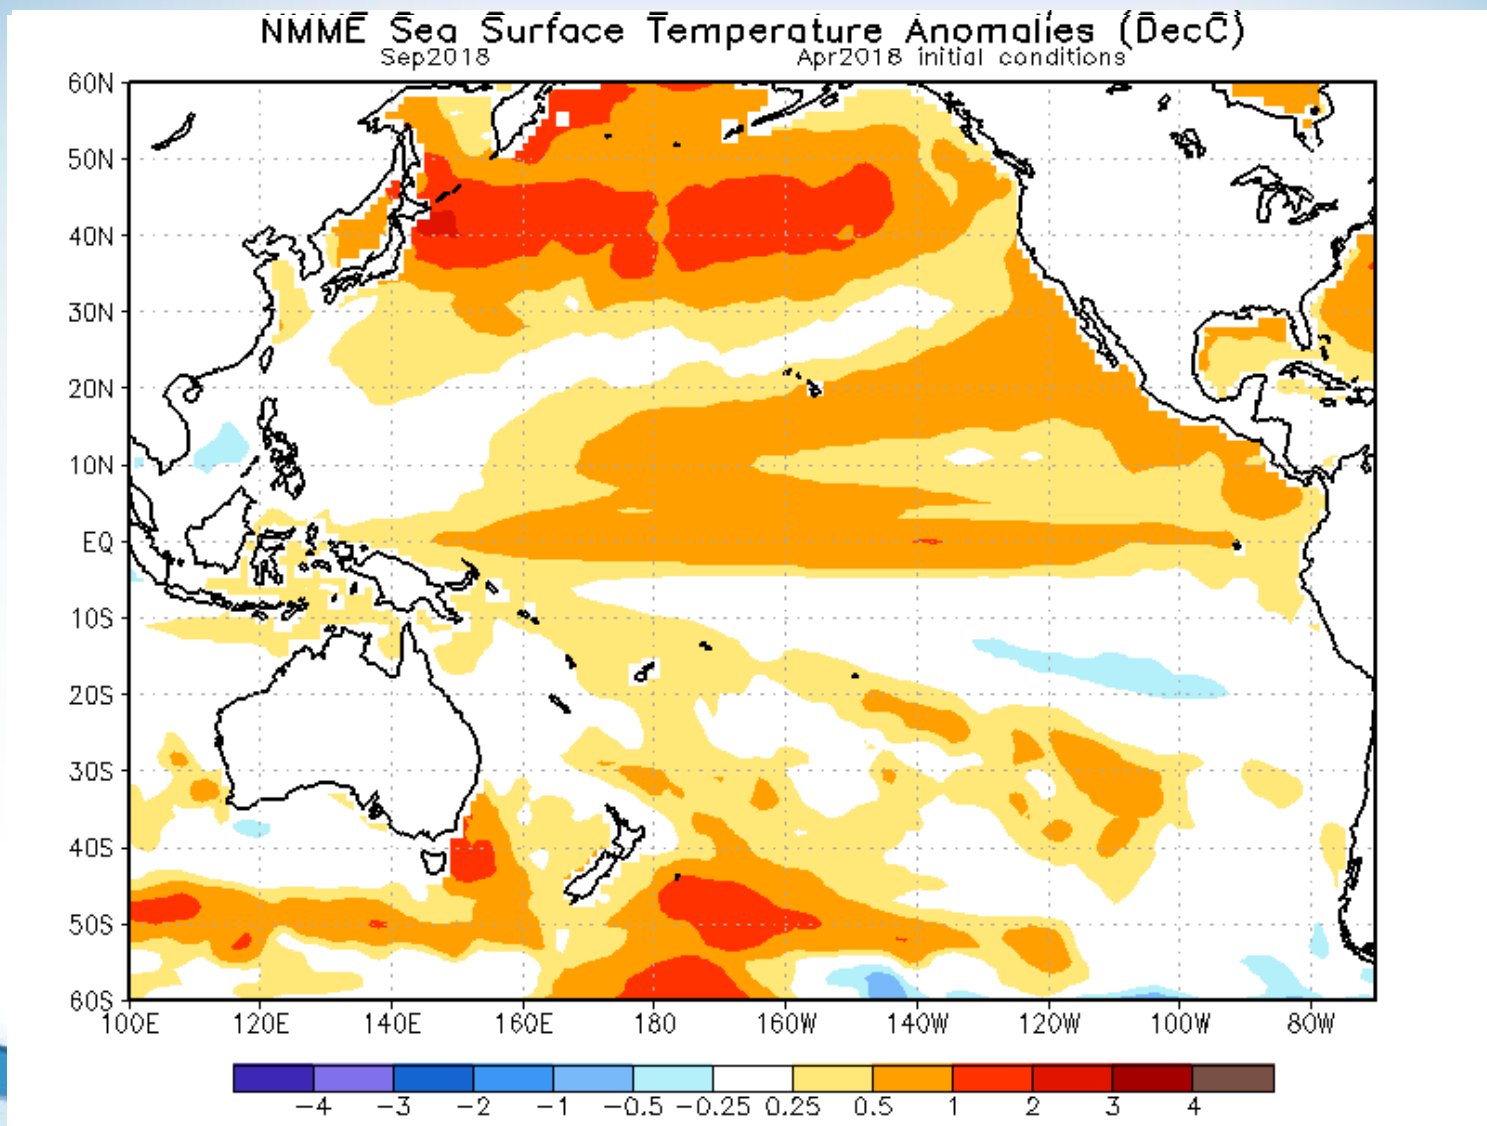 NMME Sea Surface Temperature Anomalies (DecC)
Sep2018 Apr2018 initial conditions
60N
50N
40N
30N
20N
10N
EQ
10S
20S
30S
40S
50S
60S
100E 120E 140E 160E 180 160W 140W 120W 100W 80W
−4 −3 −2 −1 −0.5 −0.25 0.25 0.5 1 2 3 4